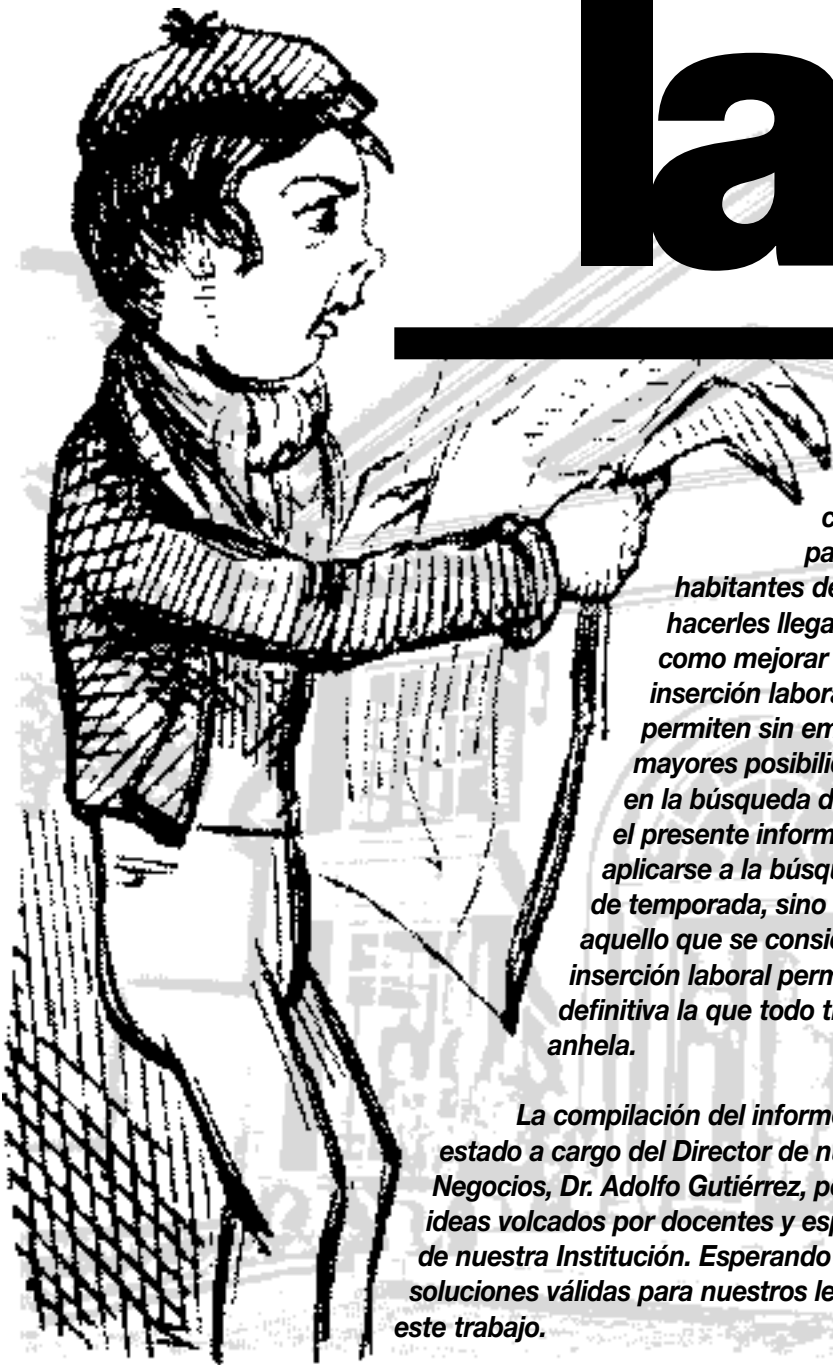 la
c
pa
habitantes de
hacerles llega
como mejorar
inserción labora
permiten sin em
mayores posibilid
en la búsqueda d
el presente inform
aplicarse a la búsqu
de temporada, sino
aquello que se consid
inserción laboral perm
definitiva la que todo t
anhela.
La compilación del inform
estado a cargo del Director de nu
Negocios, Dr. Adolfo Gutiérrez, po
ideas volcados por docentes y esp
de nuestra Institución. Esperando
soluciones válidas para nuestros le
este trabajo.